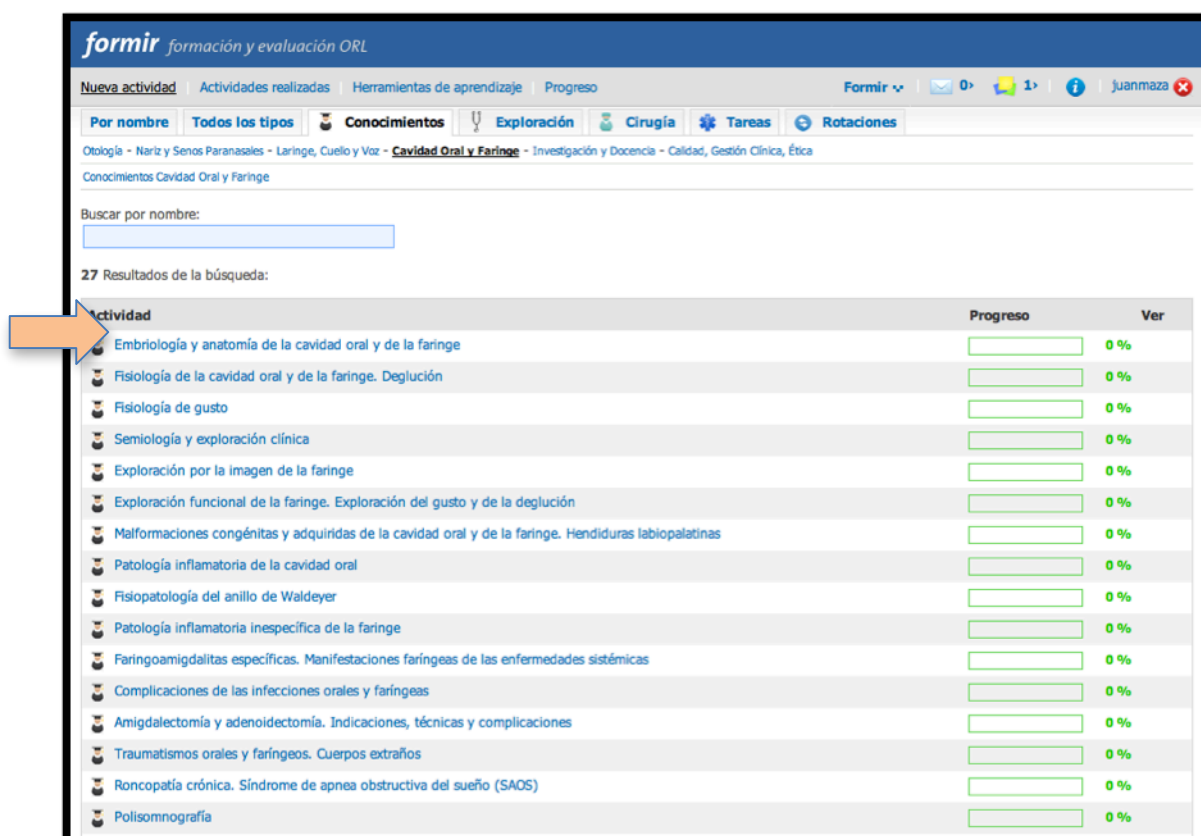 formir formación y evaluación ORL
Nueva actividad Actividades realizadas Herramientas de aprendizaje Progreso Formir 0 1 juanmaza
Por nombre Todos los tipos Conocimientos Exploración Cirugía Tareas Rotaciones
Otología - Nariz y Senos Paranasales - Laringe, Cuello y Voz - Cavidad Oral y Faringe - Investigación y Docencia - Calidad, Gestión Clínica, Ética
Conocimientos Cavidad Oral y Faringe
Buscar por nombre:
27 Resultados de la búsqueda:
Actividad Progreso Ver
Embriología y anatomía de la cavidad oral y de la faringe 0 %
Fisiología de la cavidad oral y de la faringe. Deglución 0 %
Fisiología de gusto 0 %
Semiología y exploración clínica 0 %
Exploración por la imagen de la faringe 0 %
Exploración funcional de la faringe. Exploración del gusto y de la deglución 0 %
Malformaciones congénitas y adquiridas de la cavidad oral y de la faringe. Hendiduras labiopalatinas 0 %
Patología inflamatoria de la cavidad oral 0 %
Fisiopatología del anillo de Waldeyer 0 %
Patología inflamatoria inespecífica de la faringe 0 %
Faringoamigdalitas específicas. Manifestaciones faríngeas de las enfermedades sistémicas 0 %
Complicaciones de las infecciones orales y faríngeas 0 %
Amigdalectomía y adenoidectomía. Indicaciones, técnicas y complicaciones 0 %
Traumatismos orales y faríngeos. Cuerpos extraños 0 %
Roncopatía crónica. Síndrome de apnea obstructiva del sueño (SAOS) 0 %
Polisomnografía 0 %